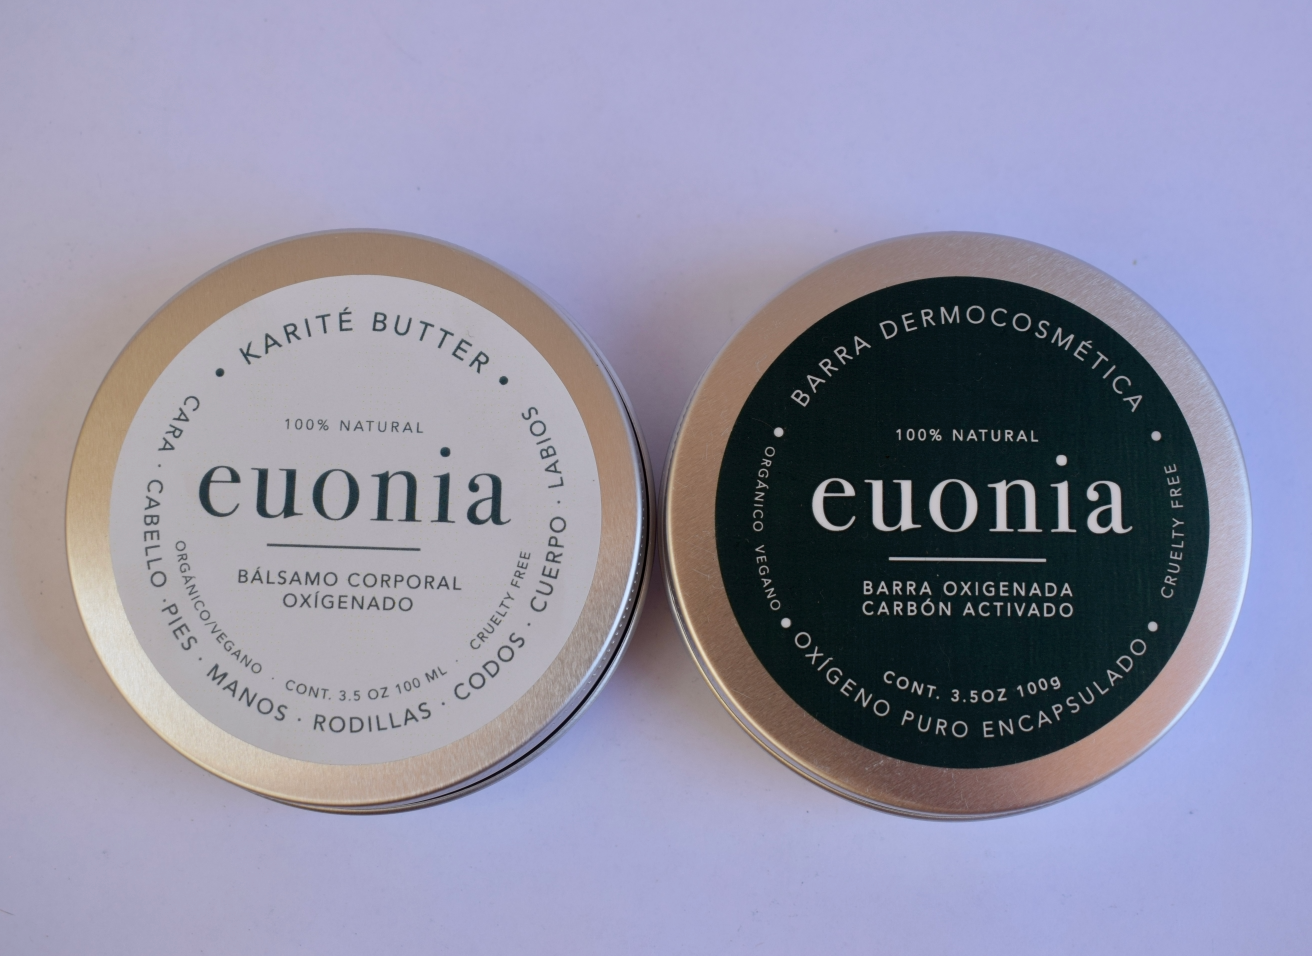 KARITÉ BUTTER
100% NATURAL
euonia
BÁLSAMO CORPORAL
OXÍGENADO
ORGÁNICO/VEGANO · CONT. 3.5 OZ 100 ML · CRUELTY FREE
CARA · CABELLO · PIES · MANOS · RODILLAS · CODOS · CUERPO · LABIOS
BARRA DERMOCOSMÉTICA
100% NATURAL
euonia
BARRA OXIGENADA
CARBÓN ACTIVADO
ORGÁNICO VEGANO
CRUELTY FREE
CONT. 3.5OZ 100g
OXÍGENO PURO ENCAPSULADO